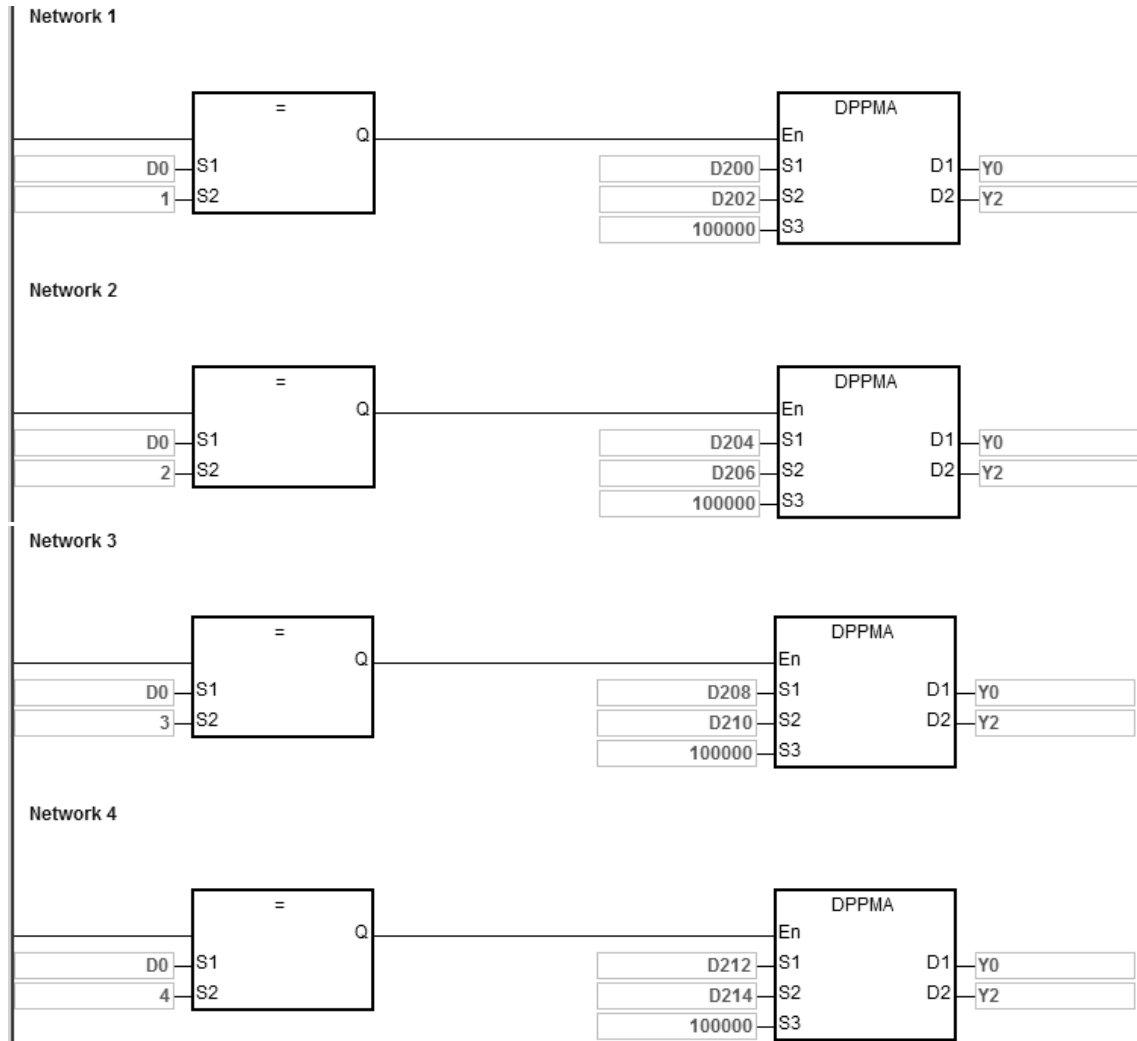 Network 1
= DPPMA
Q En
D0 S1 D200 S1 D1 Y0
1 S2 D202 S2 D2 Y2
100000 S3
Network 2
= DPPMA
Q En
D0 S1 D204 S1 D1 Y0
2 S2 D206 S2 D2 Y2
100000 S3
Network 3
= DPPMA
Q En
D0 S1 D208 S1 D1 Y0
3 S2 D210 S2 D2 Y2
100000 S3
Network 4
= DPPMA
Q En
D0 S1 D212 S1 D1 Y0
4 S2 D214 S2 D2 Y2
100000 S3